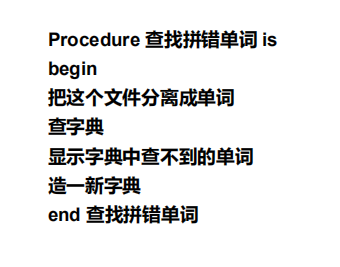 Procedure 查找拼错单词 is
begin
把这个文件分离成单词
查字典
显示字典中查不到的单词
造一新字典
end 查找拼错单词